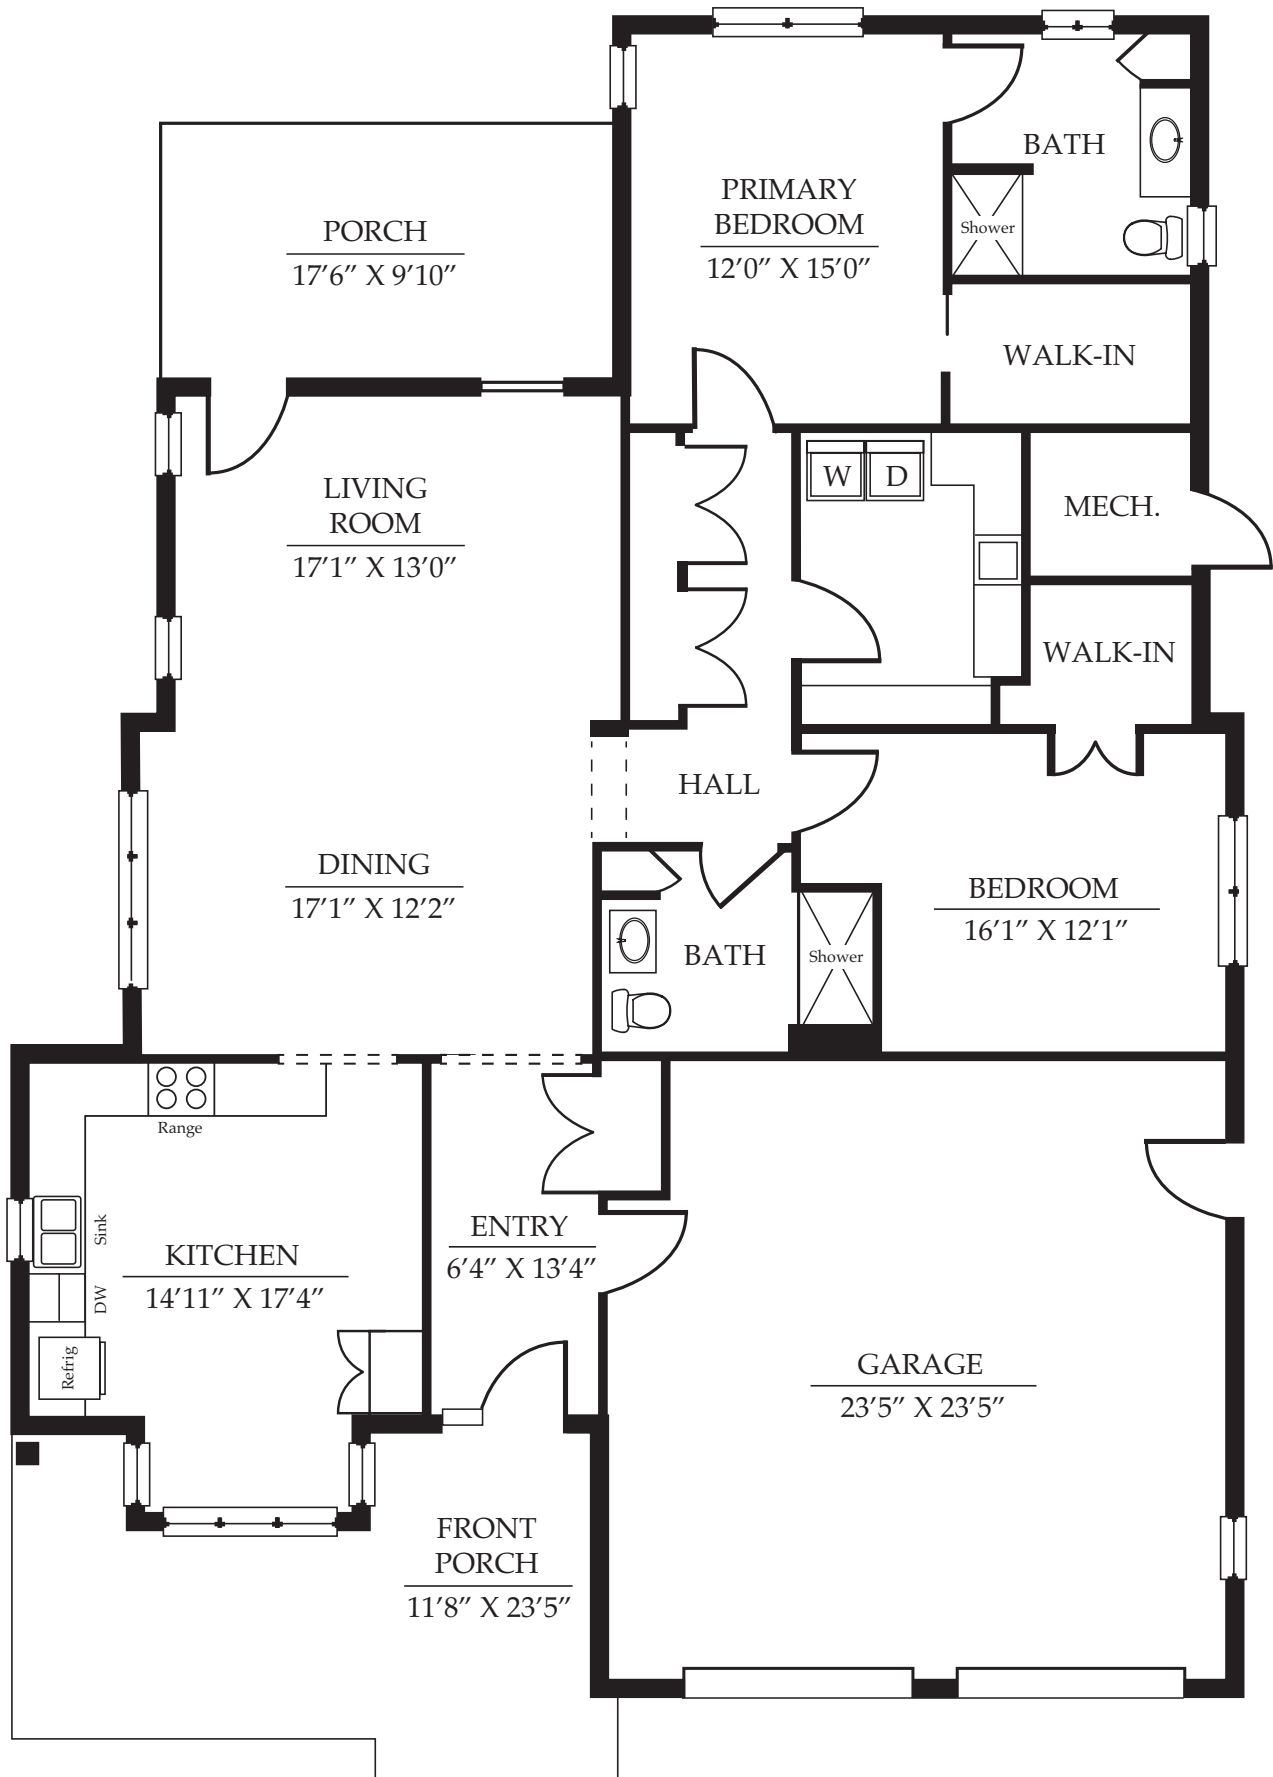 BATH
PRIMARY
BEDROOM
12'0" X 15'0"
Shower
PORCH
17'6" X 9'10"
WALK-IN
W
D
LIVING
ROOM
17'1" X 13'0"
MECH.
WALK-IN
HALL
DINING
17'1" X 12'2"
BEDROOM
16'1" X 12'1"
BATH
Shower
Range
Sink
ENTRY
6'4" X 13'4"
KITCHEN
14'11" X 17'4"
DW
Refrig
GARAGE
23'5" X 23'5"
FRONT
PORCH
11'8" X 23'5"